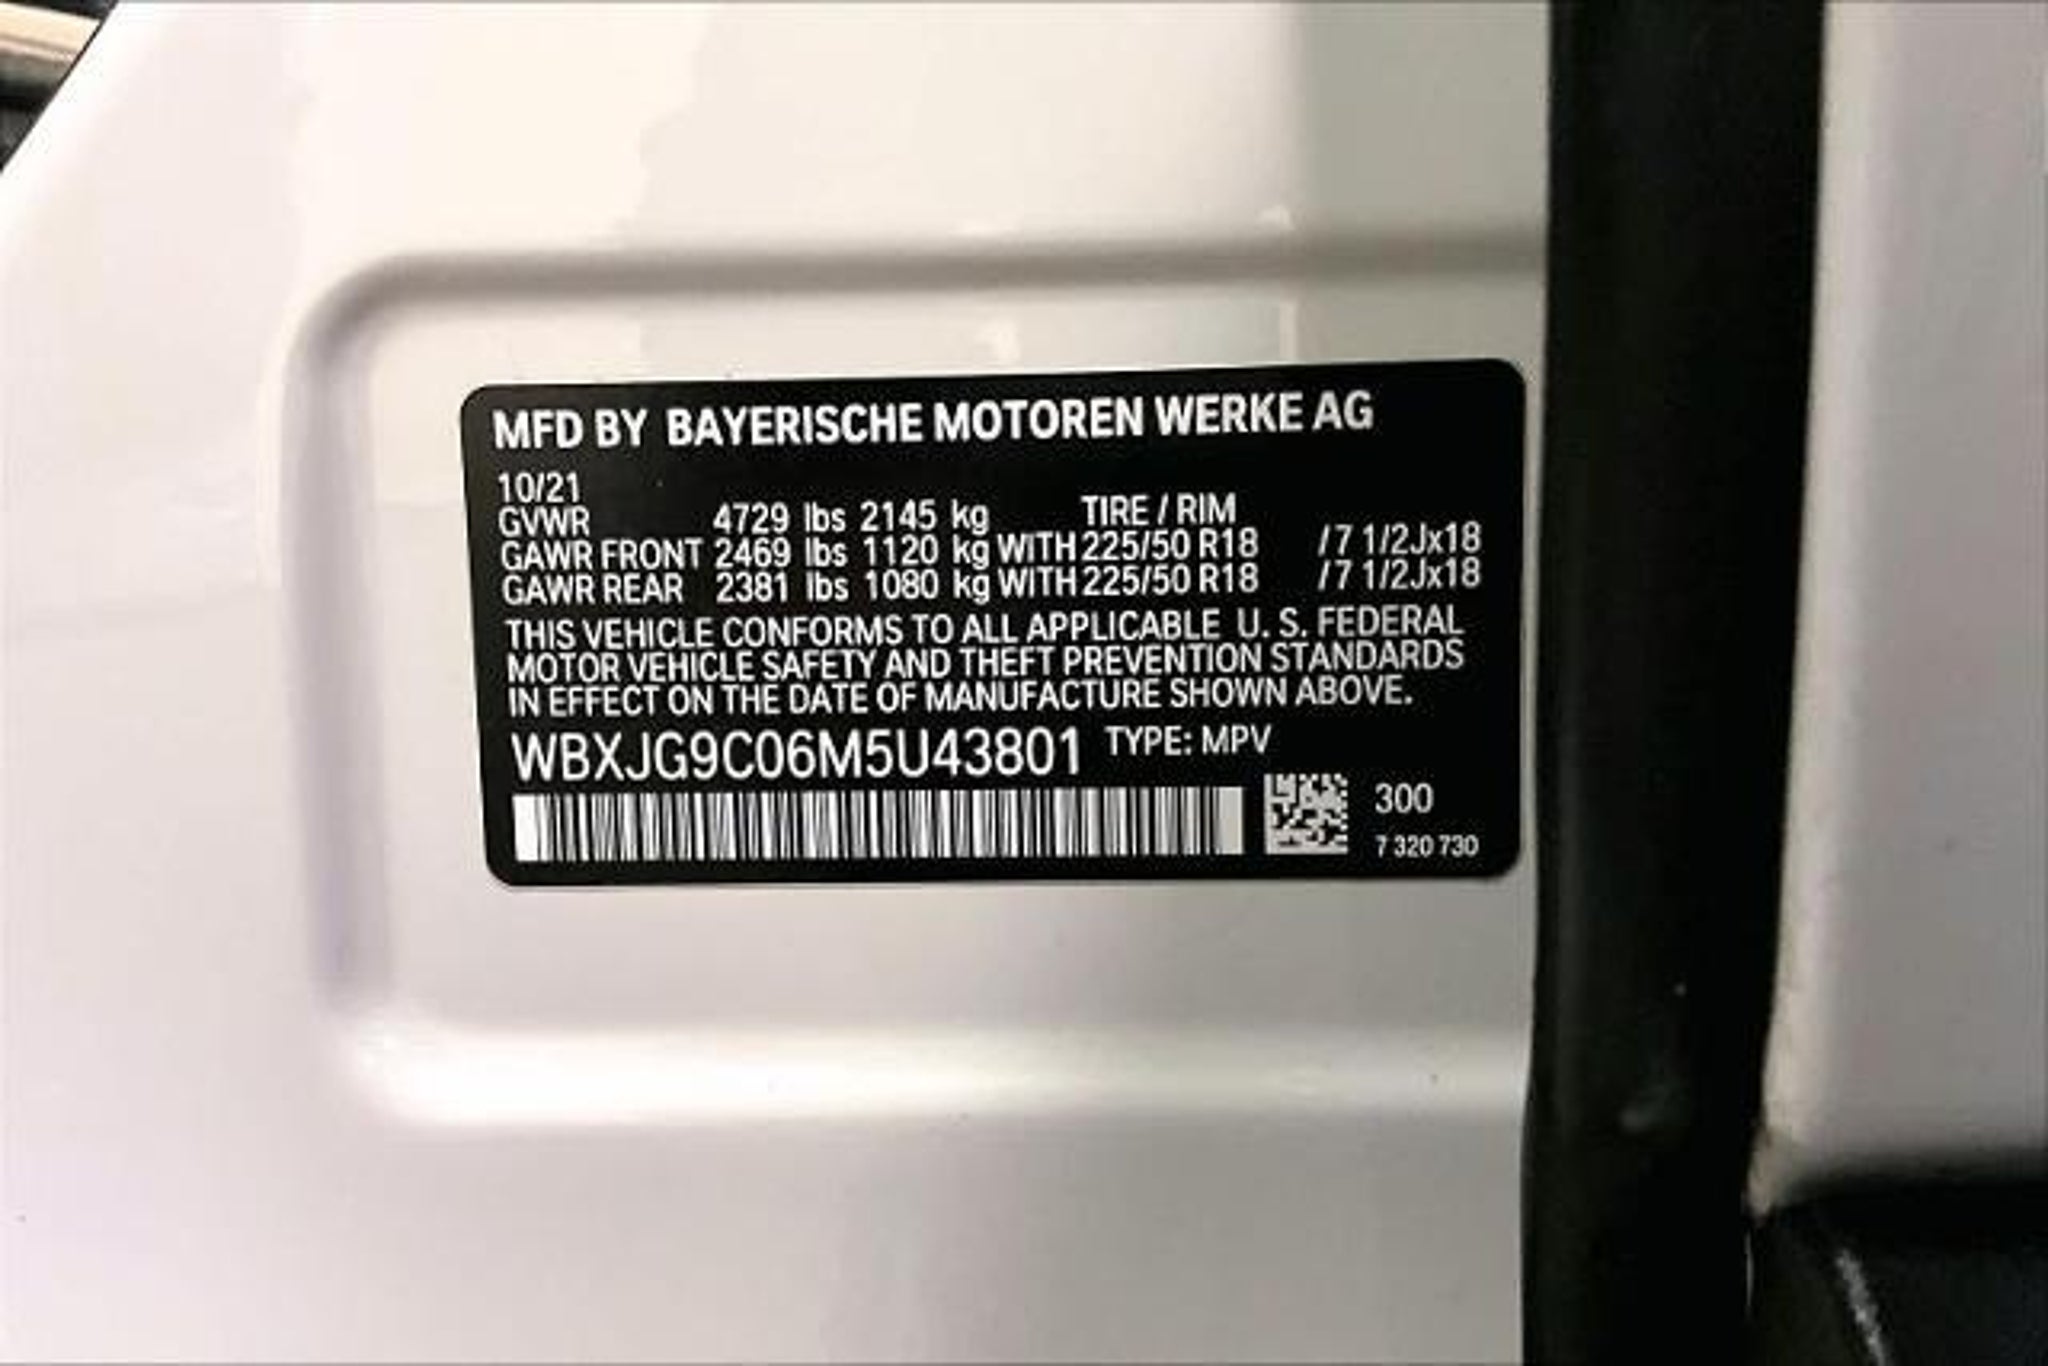 MFD BY BAYERISCHE MOTOREN WERKE AG
10/21
GVWR 4729 lbs 2145 kg TIRE / RIM
GAWR FRONT 2469 lbs 1120 kg WITH 225/50 R18 /7 1/2Jx18
GAWR REAR 2381 lbs 1080 kg WITH 225/50 R18 /7 1/2Jx18
THIS VEHICLE CONFORMS TO ALL APPLICABLE U. S. FEDERAL
MOTOR VEHICLE SAFETY AND THEFT PREVENTION STANDARDS
IN EFFECT ON THE DATE OF MANUFACTURE SHOWN ABOVE.
WBXJG9C06M5U43801 TYPE: MPV
300
7 320 730